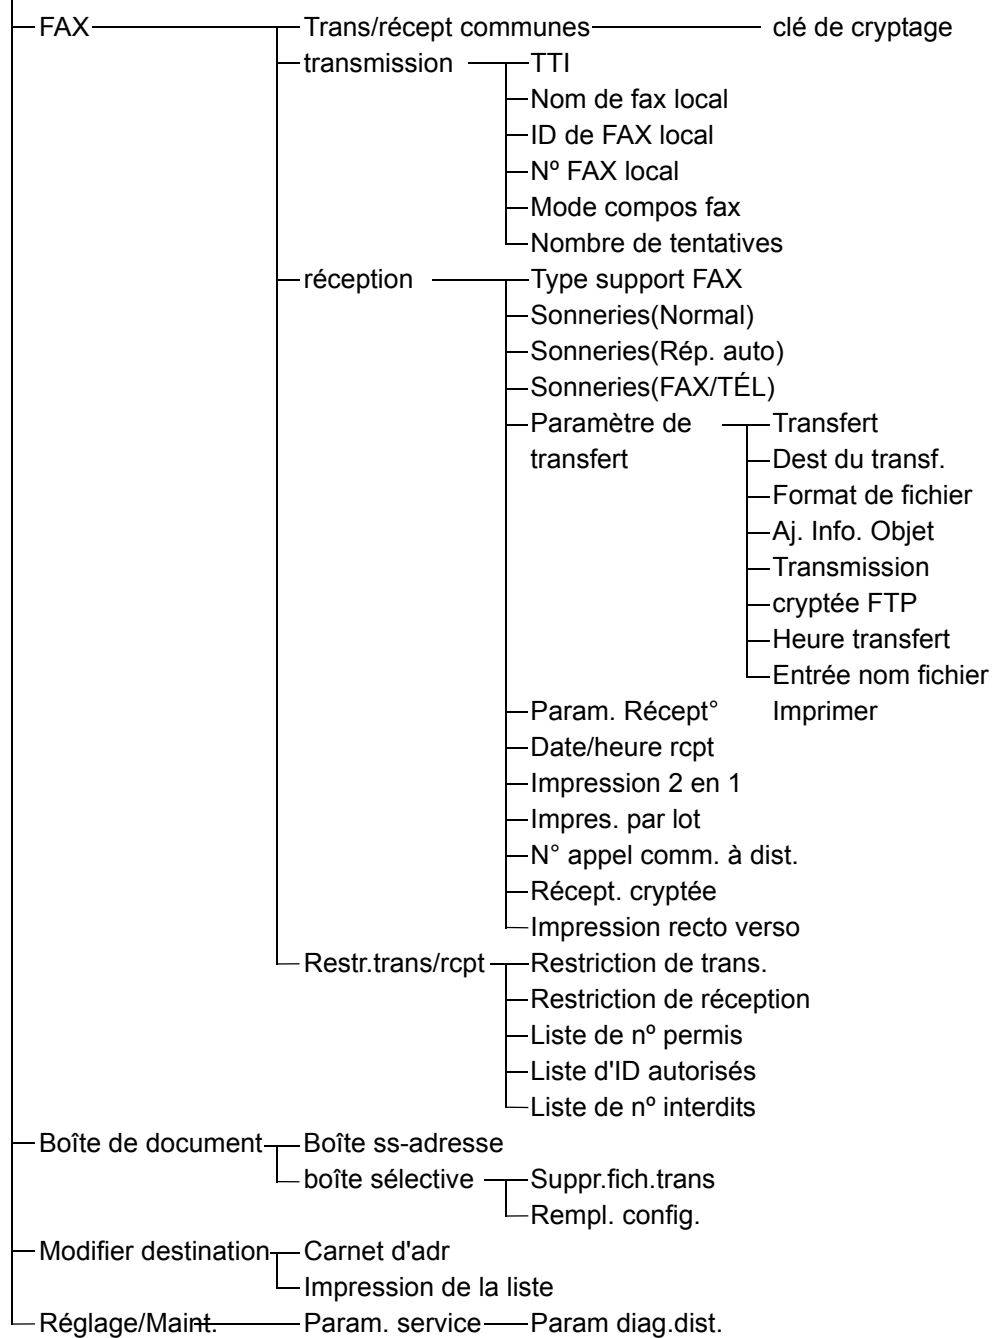 FAX Trans/récept communes clé de cryptage
transmission TTI
Nom de fax local
ID de FAX local
Nº FAX local
Mode compos fax
Nombre de tentatives
réception Type support FAX
Sonneries(Normal)
Sonneries(Rép. auto)
Sonneries(FAX/TÉL)
Paramètre de Transfert
transfert Dest du transf.
Format de fichier
Aj. Info. Objet
Transmission
cryptée FTP
Heure transfert
Entrée nom fichier
Param. Récept° Imprimer
Date/heure rcpt
Impression 2 en 1
Impres. par lot
N° appel comm. à dist.
Récept. cryptée
Impression recto verso
Restr.trans/rcpt Restriction de trans.
Restriction de réception
Liste de nº permis
Liste d'ID autorisés
Liste de nº interdits
Boîte de document Boîte ss-adresse
boîte sélective Suppr.fich.trans
Rempl. config.
Modifier destination Carnet d'adr
Impression de la liste
Réglage/Maint. Param. service Param diag.dist.